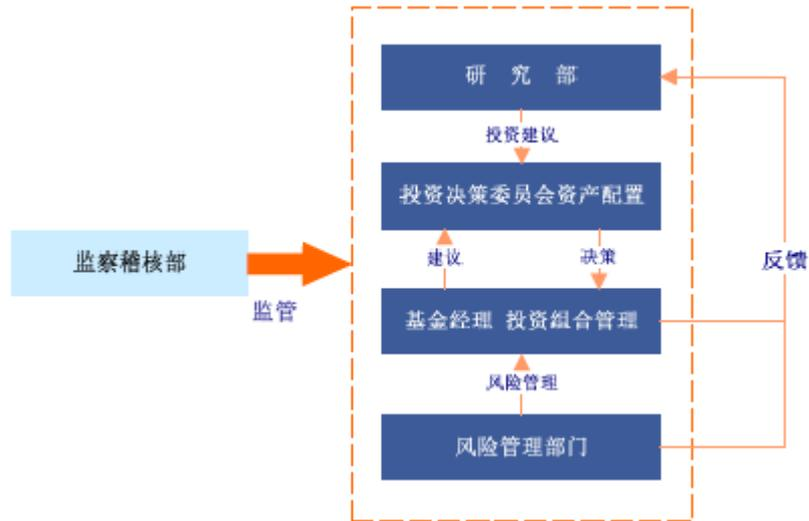 研 究 部
投资建议
投资决策委员会资产配置
建议
决策
监察稽核部
监管
反馈
基金经理 投资组合管理
风险管理
风险管理部门